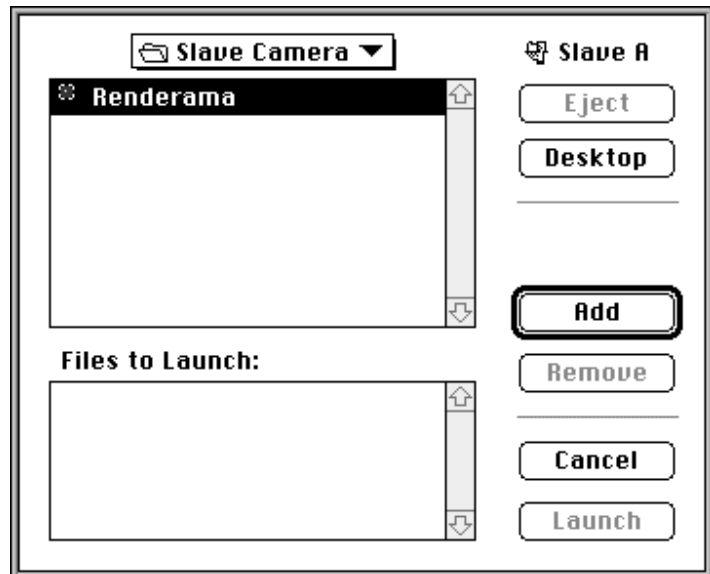 Slave Camera
Slave A
Renderama
Eject
Desktop
Add
Files to Launch:
Remove
Cancel
Launch